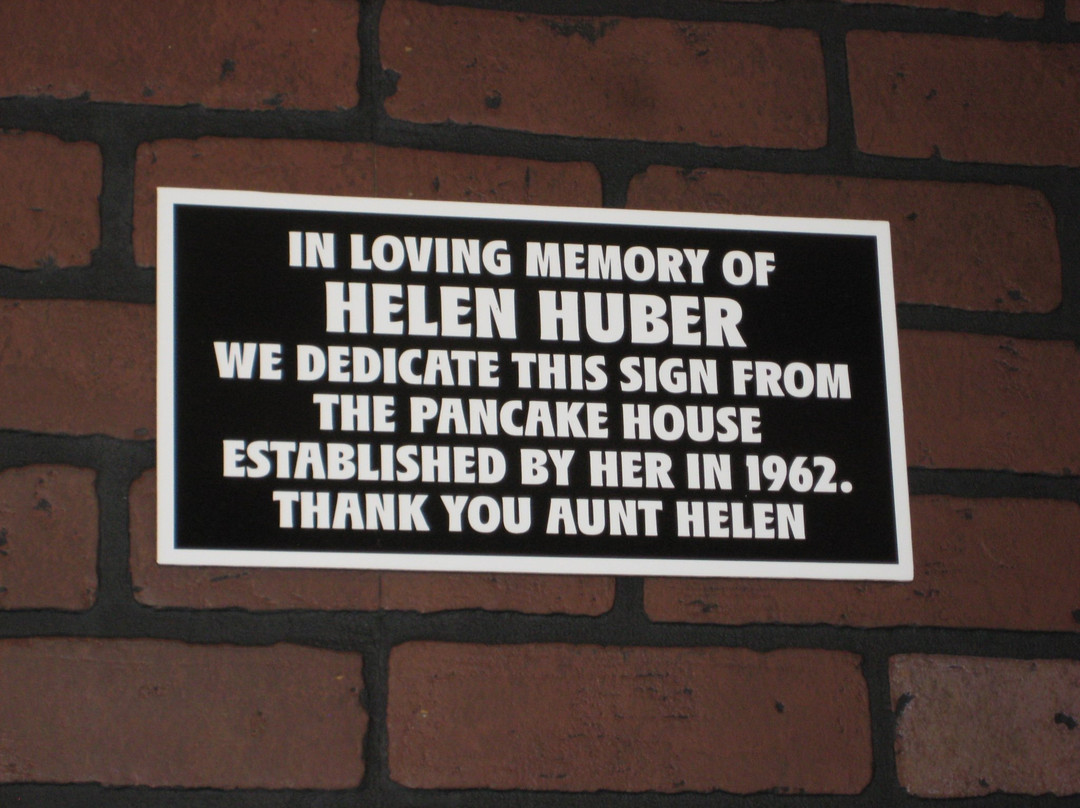 IN LOVING MEMORY OF
HELEN HUBER
WE DEDICATE THIS SIGN FROM
THE PANCAKE HOUSE
ESTABLISHED BY HER IN 1962.
THANK YOU AUNT HELEN